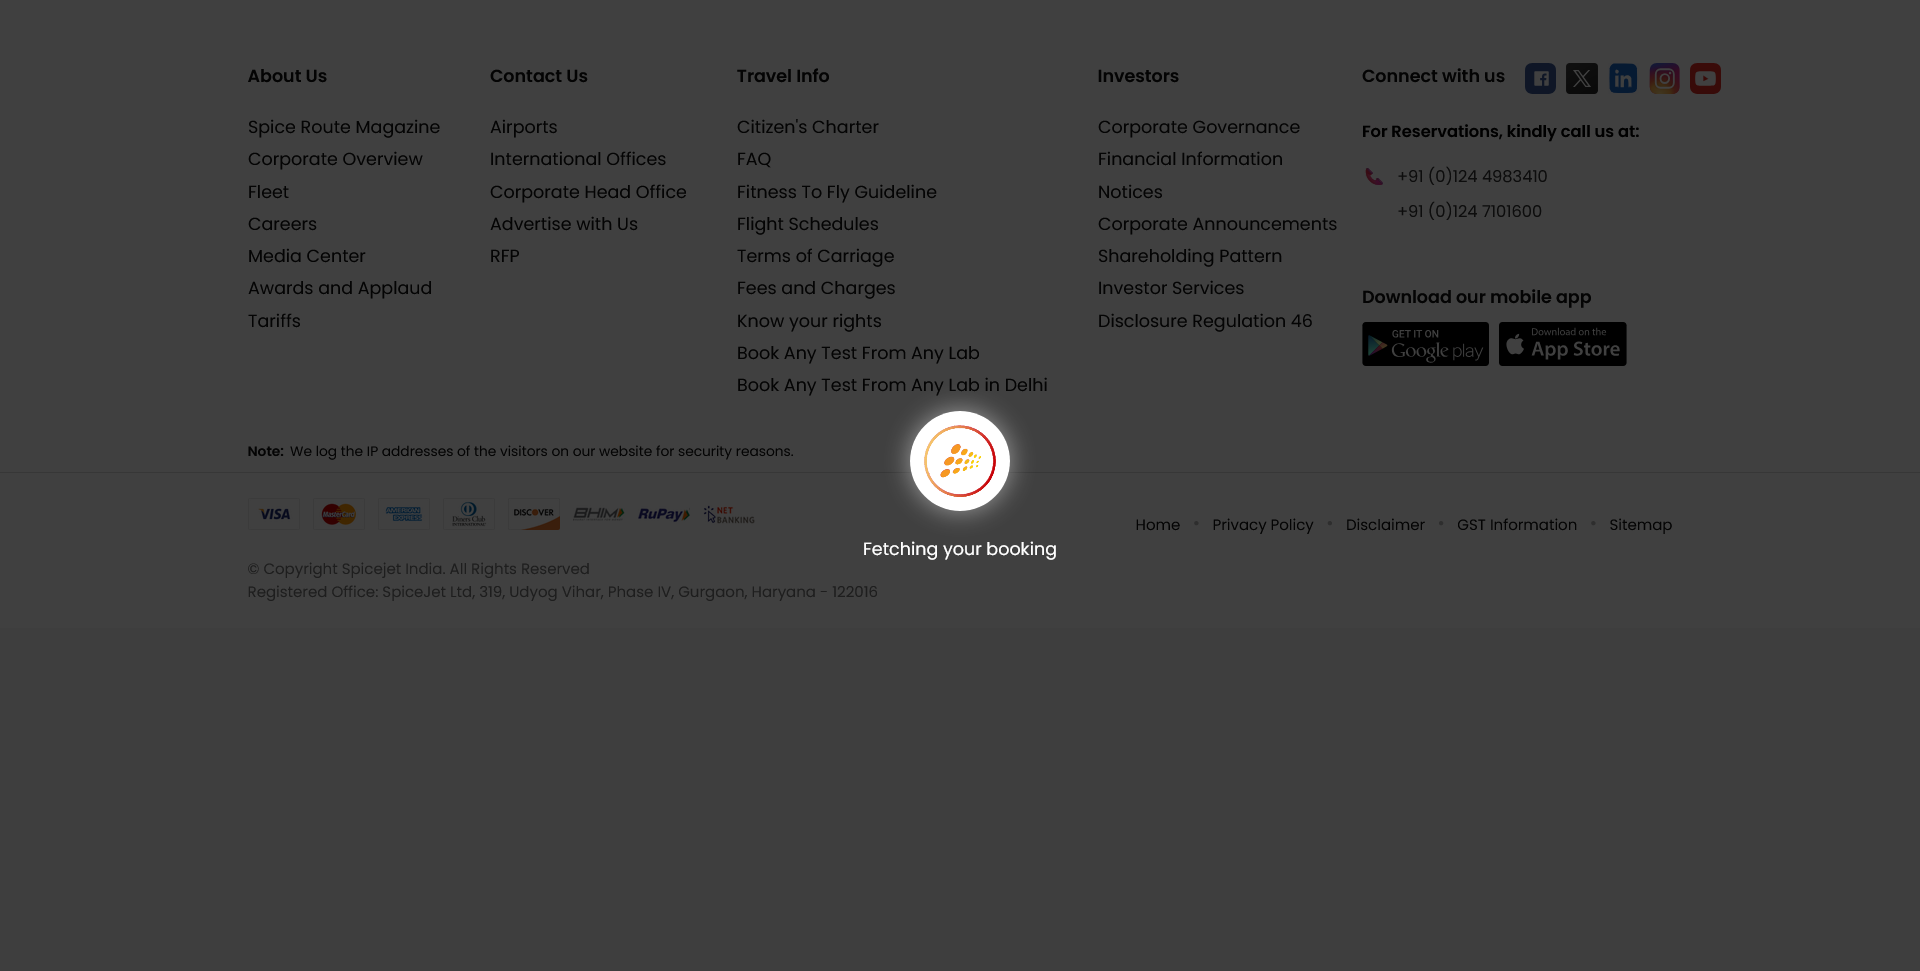 About Us
Spice Route Magazine
Corporate Overview
Fleet
Careers
Media Center
Awards and Applaud
Tariffs
Contact Us
Airports
International Offices
Corporate Head Office
Advertise with Us
RFP
Travel Info
Citizen's Charter
FAQ
Fitness To Fly Guideline
Flight Schedules
Terms of Carriage
Fees and Charges
Know your rights
Book Any Test From Any Lab
Book Any Test From Any Lab in Delhi
Investors
Corporate Governance
Financial Information
Notices
Corporate Announcements
Shareholding Pattern
Investor Services
Disclosure Regulation 46
Connect with us
For Reservations, kindly call us at:
+91 (0)124 4983410
+91 (0)124 7101600
Download our mobile app
GET IT ON
Google play
Download on the
App Store
Note: We log the IP addresses of the visitors on our website for security reasons.
VISA
MasterCard
AMERICAN EXPRESS
Diners Club INTERNATIONAL
DISCOVER
BHIM
RuPay
NET BANKING
Home • Privacy Policy • Disclaimer • GST Information • Sitemap
Fetching your booking
© Copyright Spicejet India. All Rights Reserved
Registered Office: SpiceJet Ltd, 319, Udyog Vihar, Phase IV, Gurgaon, Haryana - 122016